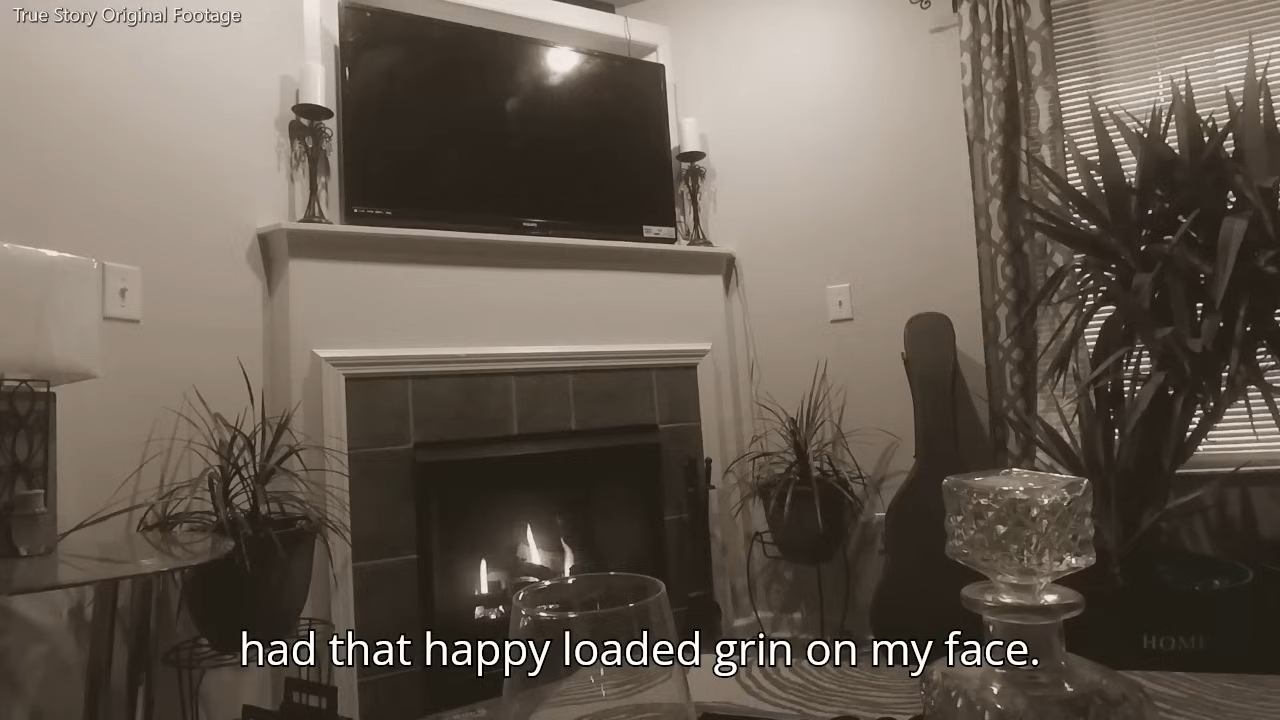 True Story Original Footage
had that happy loaded grin on my face.
HOME